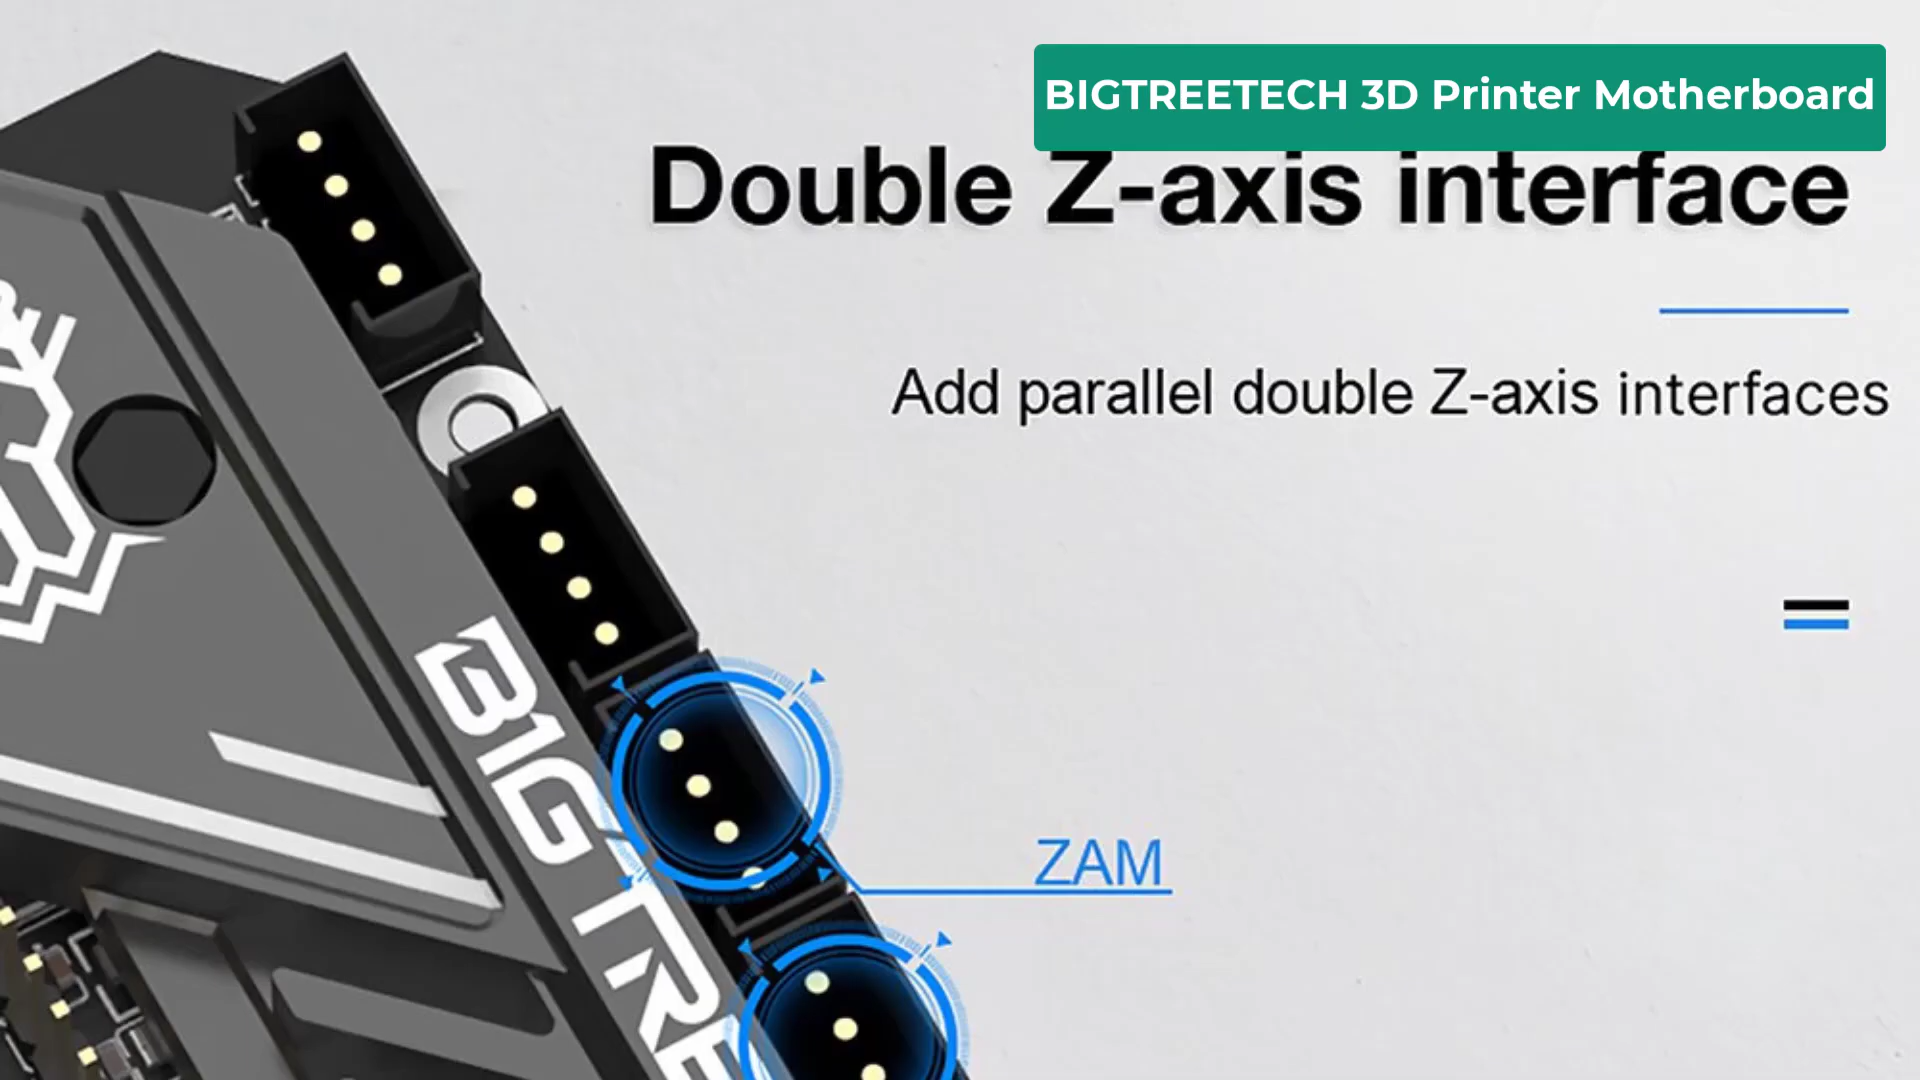 BIGTREETECH 3D Printer Motherboard
Double Z-axis interface
Add parallel double Z-axis interfaces
BIG TRE
ZAM